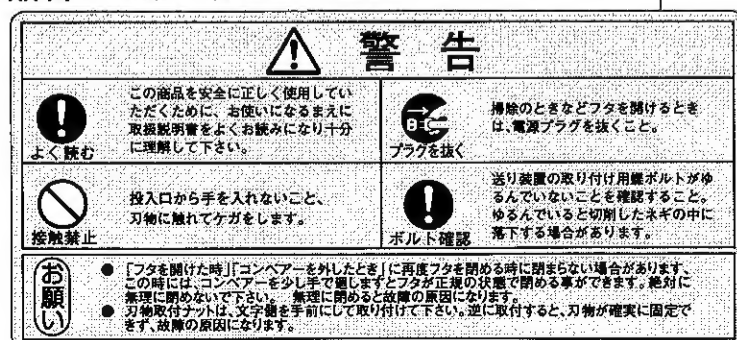 警告
この商品を安全に正しく使用してい
ただくために、お使いになるまえに
取扱説明書をよくお読みになり十分
に理解して下さい。
よく読む
掃除のときなどフタを開けるとき
は、電源プラグを抜くこと。
プラグを抜く
投入口から手を入れないこと、
刃物に触れてケガをします。
接触禁止
送り装置の取り付け用蝶ボルトがゆ
るんでいないことを確認すること。
ゆるんでいると切削したネギの中に
落下する場合があります。
ボルト確認
お願い
● 「フタを開けた時」「コンベアーを外したとき」に再度フタを閉める時に閉まらない場合があります、
この時には、コンベアーを少し手で廻しますとフタが正規の状態で閉める事ができます。絶対に
無理に閉めないで下さい。 無理に閉めると故障の原因になります。
● 刃物取付ナットは、文字側を手前にして取り付けて下さい。逆に取付すると、刃物が確実に固定で
きず、故障の原因になります。